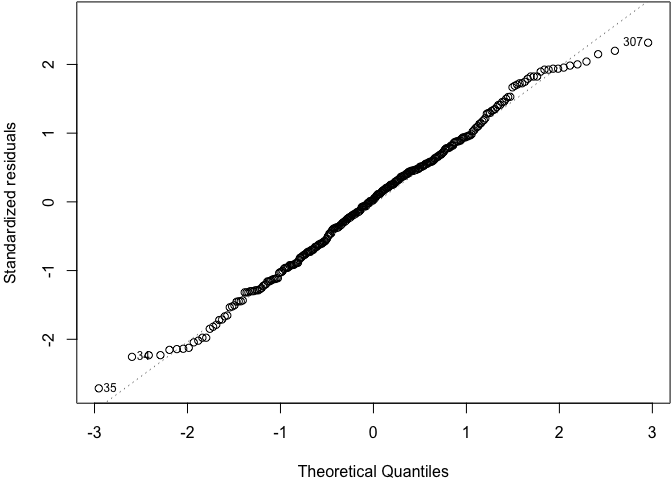 307
2
1
0
-1
-2
34
35
Standardized residuals
-3 -2 -1 0 1 2 3
Theoretical Quantiles